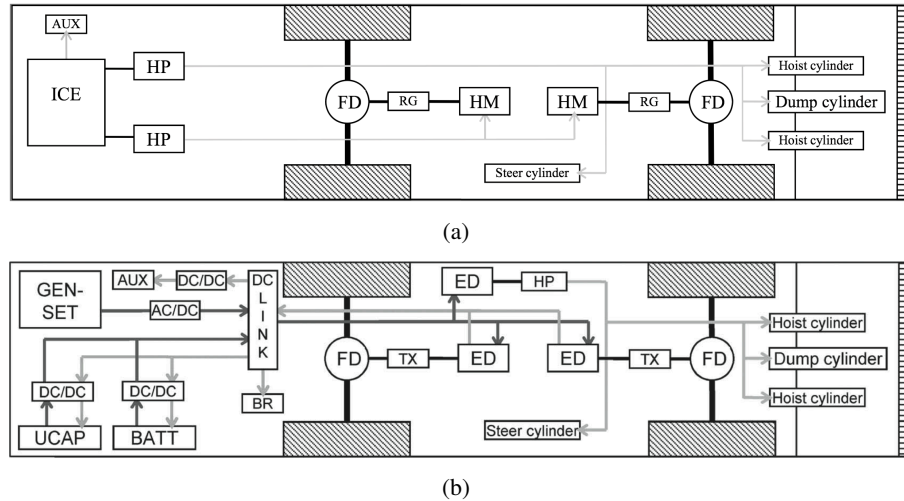 AUX
ICE
HP
HP
FD
RG
HM
HM
RG
FD
Hoist cylinder
Dump cylinder
Hoist cylinder
Steer cylinder
(a)
GEN-
SET
AUX
DC/DC
AC/DC
DC
L
I
N
K
BR
DC/DC
DC/DC
UCAP
BATT
ED
HP
FD
TX
ED
ED
TX
FD
Hoist cylinder
Dump cylinder
Hoist cylinder
Steer cylinder
(b)